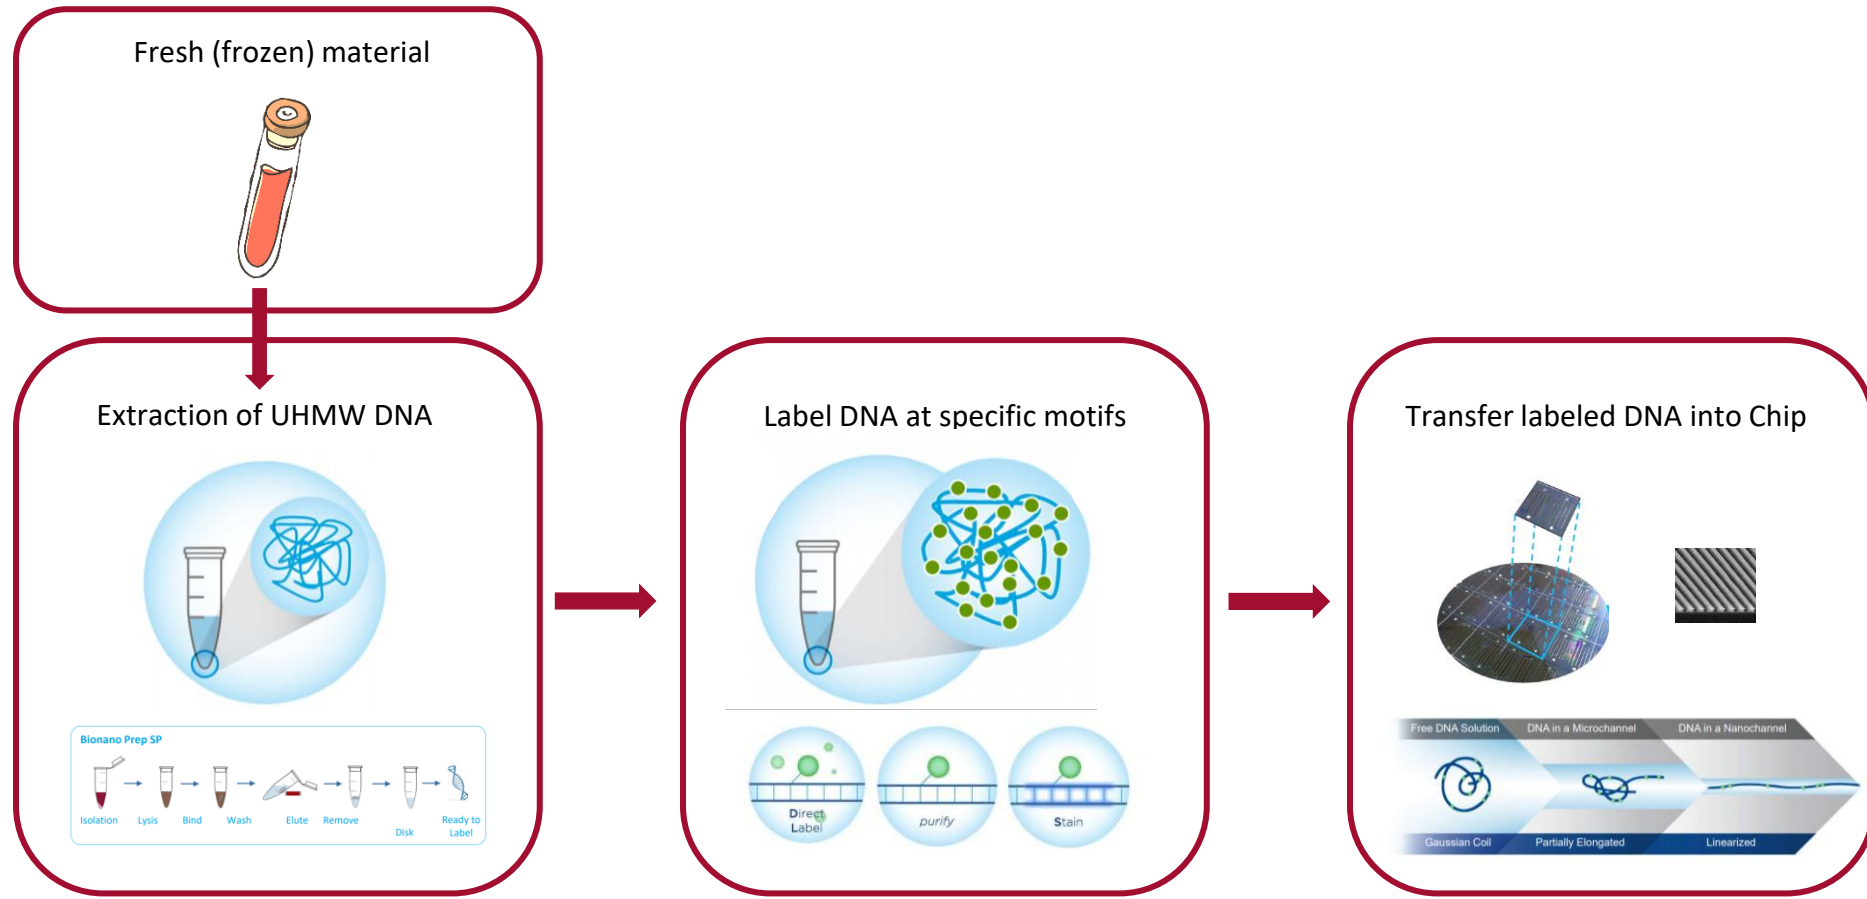 Fresh (frozen) material
Extraction of UHMW DNA
Bionano Prep SP
Isolation
Lysis
Bind
Wash
Elute
Remove
Disk
Ready to
Label
Label DNA at specific motifs
Direct
Label
purify
Stain
Transfer labeled DNA into Chip
Free DNA Solution
DNA in a Microchannel
DNA in a Nanochannel
Gaussian Coil
Partially Elongated
Linearized